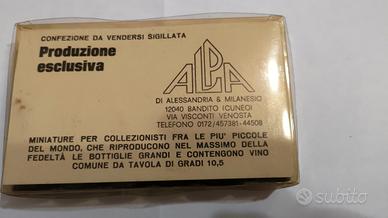 CONFEZIONE DA VENDERSI SIGILLATA
Produzione
esclusiva
ALDA
DI ALESSANDRIA & MILANESIO
12040 BANDITO (CUNEO)
VIA VISCONTI VENOSTA
TELEFONO 0172/457381-44508
MINIATURE PER COLLEZIONISTI FRA LE PIU' PICCOLE
DEL MONDO, CHE RIPRODUCONO NEL MASSIMO DELLA
FEDELTÀ LE BOTTIGLIE GRANDI E CONTENGONO VINO
COMUNE DA TAVOLA DI GRADI 10,5
subito